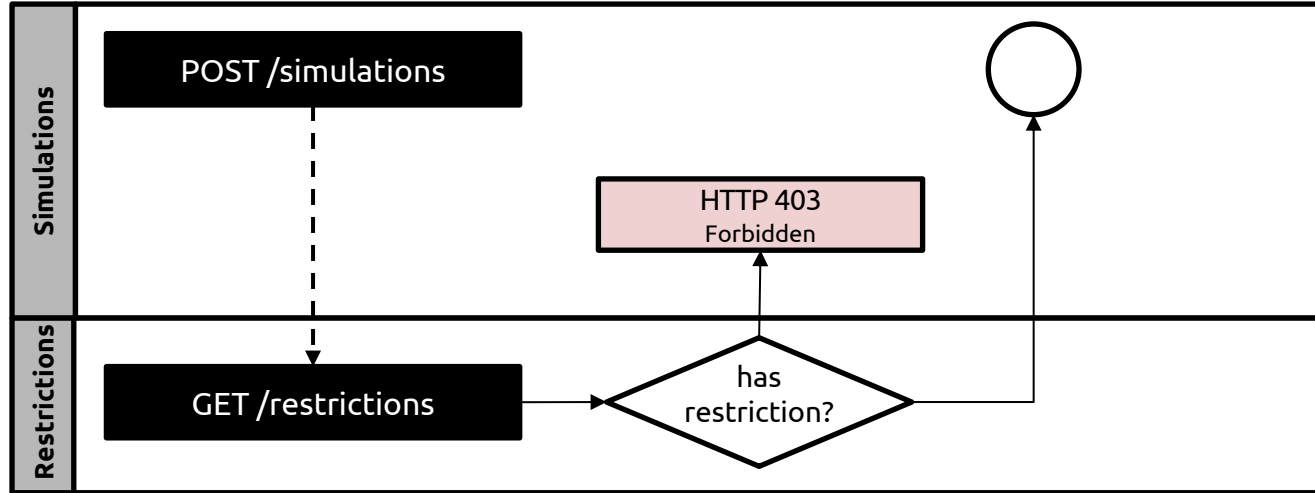 Simulations
POST /simulations
HTTP 403
Forbidden
Restrictions
GET /restrictions
has
restriction?